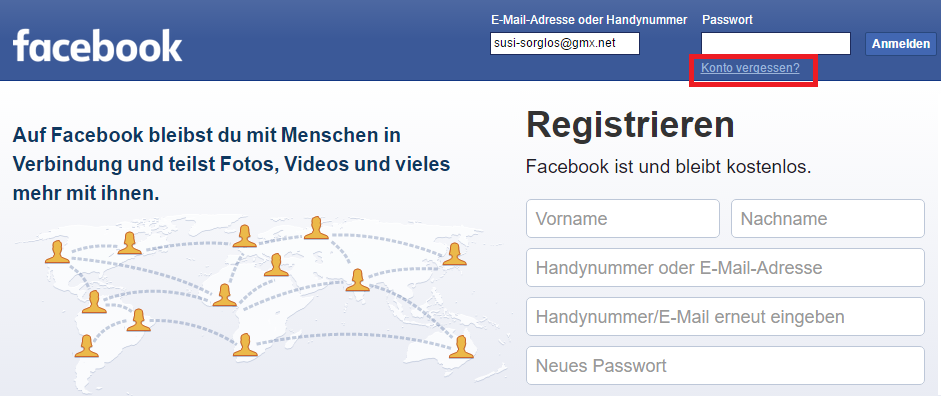 facebook
E-Mail-Adresse oder Handynummer
Passwort
susi-sorglos@gmx.net
Anmelden
Konto vergessen?
Auf Facebook bleibst du mit Menschen in
Verbindung und teilst Fotos, Videos und vieles
mehr mit ihnen.
Registrieren
Facebook ist und bleibt kostenlos.
Vorname
Nachname
Handynummer oder E-Mail-Adresse
Handynummer/E-Mail erneut eingeben
Neues Passwort